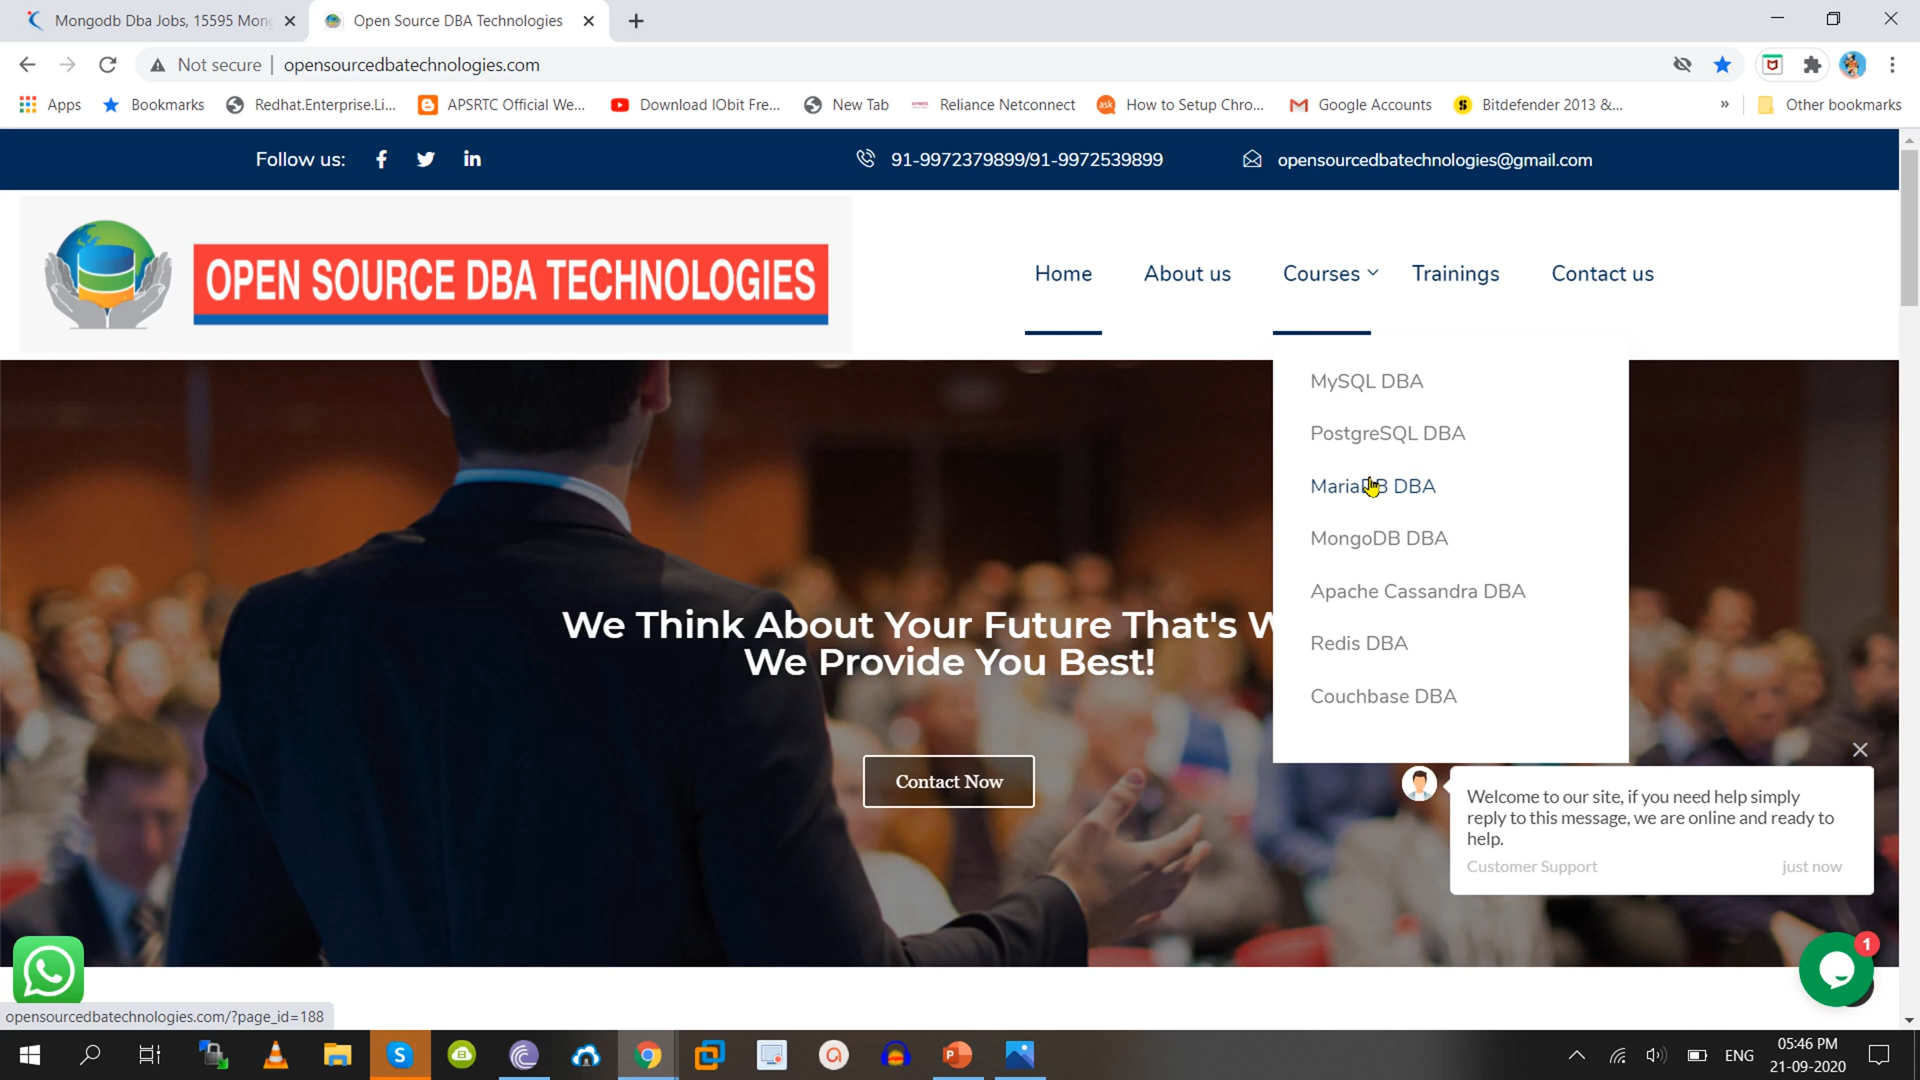 Mongodb Dba Jobs, 15595 Mong
Open Source DBA Technologies
Not secure
opensourcedbatechnologies.com
Apps
Bookmarks
Redhat.Enterprise.Li...
APSRTC Official We...
Download IObit Fre...
New Tab
Reliance Netconnect
ask
How to Setup Chro...
Google Accounts
Bitdefender 2013 &...
»
Other bookmarks
Follow us:
91-9972379899/91-9972539899
opensourcedbatechnologies@gmail.com
OPEN SOURCE DBA TECHNOLOGIES
Home
About us
Courses
Trainings
Contact us
MySQL DBA
PostgreSQL DBA
MariaDB DBA
MongoDB DBA
Apache Cassandra DBA
Redis DBA
Couchbase DBA
We Think About Your Future That's W
We Provide You Best!
Contact Now
Welcome to our site, if you need help simply
reply to this message, we are online and ready to
help.
Customer Support
just now
1
opensourcedbatechnologies.com/?page_id=188
ENG
05:46 PM
21-09-2020